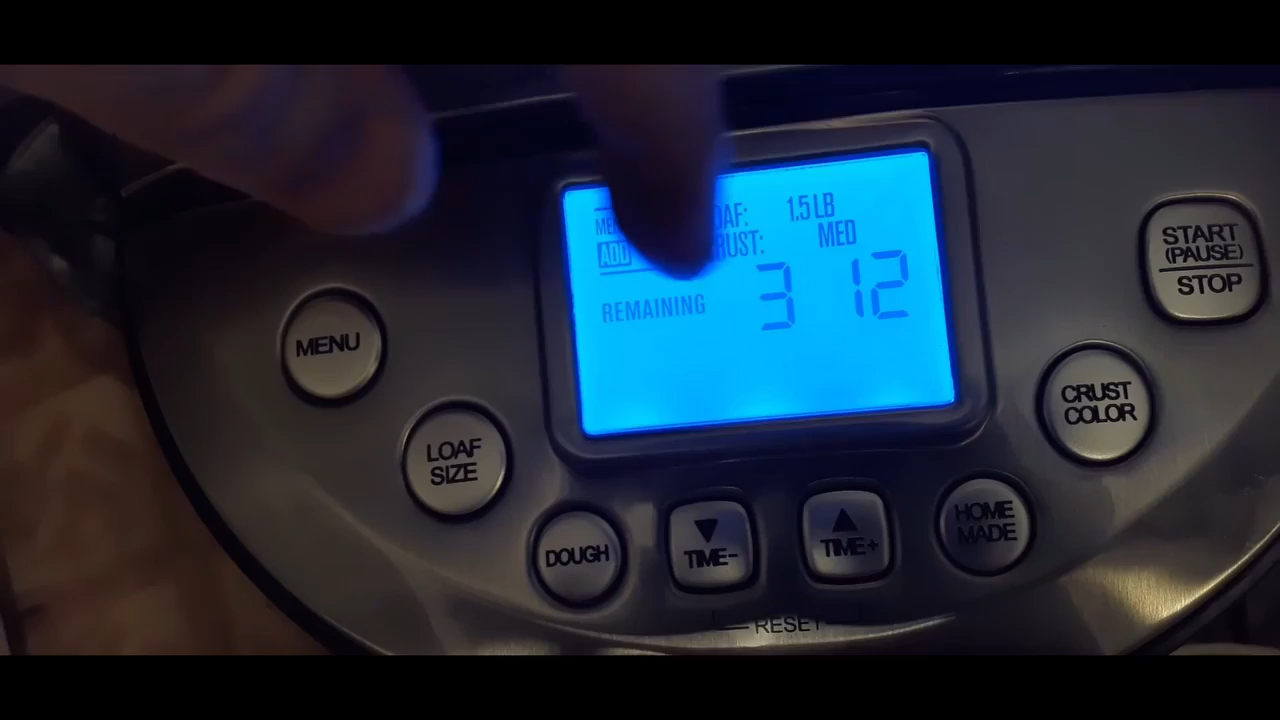 1.5 LB
ADD
MED
REMAINING 3 12
START
(PAUSE)
STOP
MENU
CRUST
COLOR
LOAF
SIZE
DOUGH
TIME-
TIME+
HOME
MADE
RESET